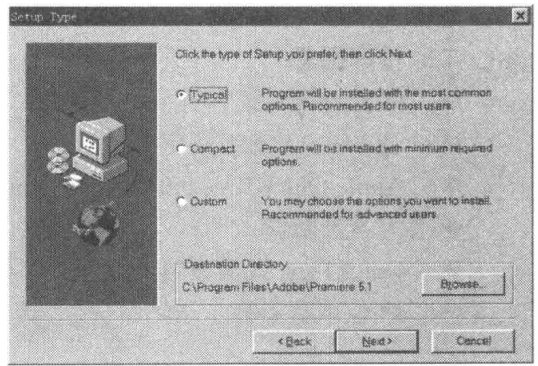 Setup Type
Click the type of Setup you prefer, then click Next.
Typical
Program will be installed with the most common
options. Recommended for most users.
Compact
Program will be installed with minimum required
options.
Custom
You may choose the options you want to install.
Recommended for advanced users.
Destination Directory
C:\Program Files\Adobe\Premiere 5.1
Browse...
< Back
Next >
Cancel